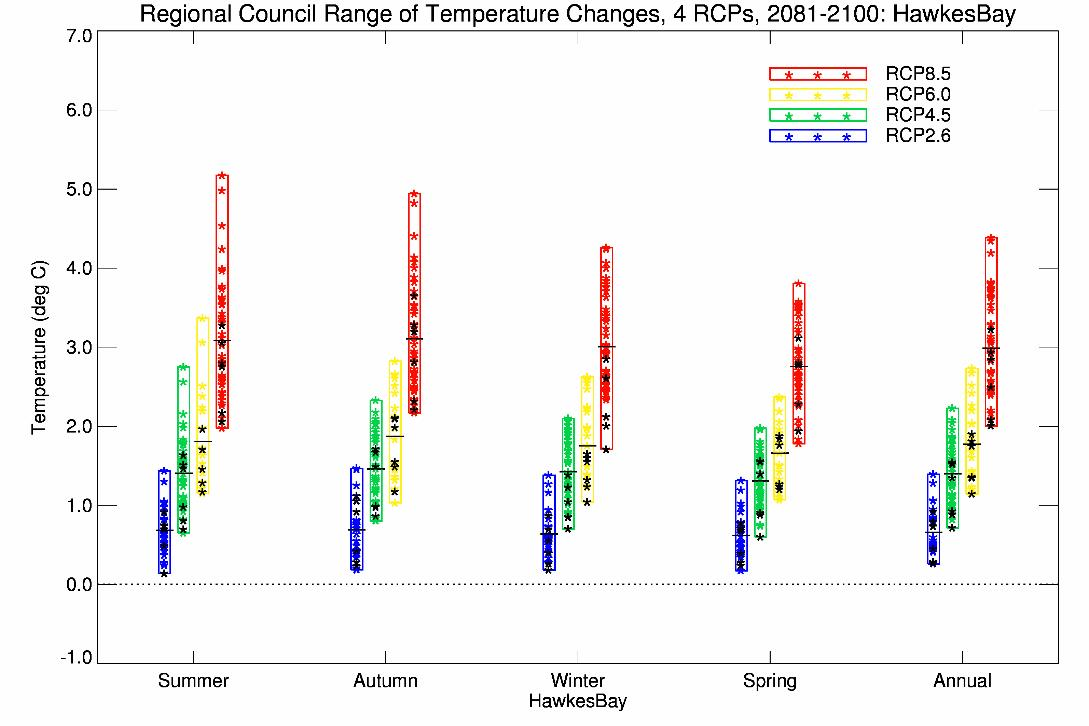 Regional Council Range of Temperature Changes, 4 RCPs, 2081-2100: HawkesBay
7.0
6.0
5.0
4.0
3.0
2.0
1.0
0.0
-1.0
Temperature (deg C)
RCP8.5
RCP6.0
RCP4.5
RCP2.6
Summer Autumn Winter Spring Annual
HawkesBay